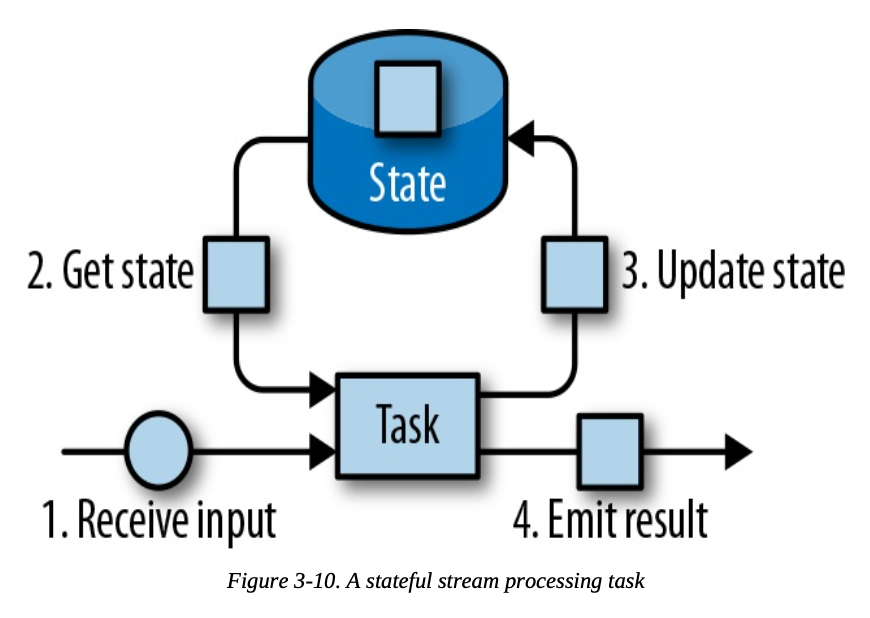 State
2. Get state
3. Update state
Task
1. Receive input
4. Emit result
Figure 3-10. A stateful stream processing task